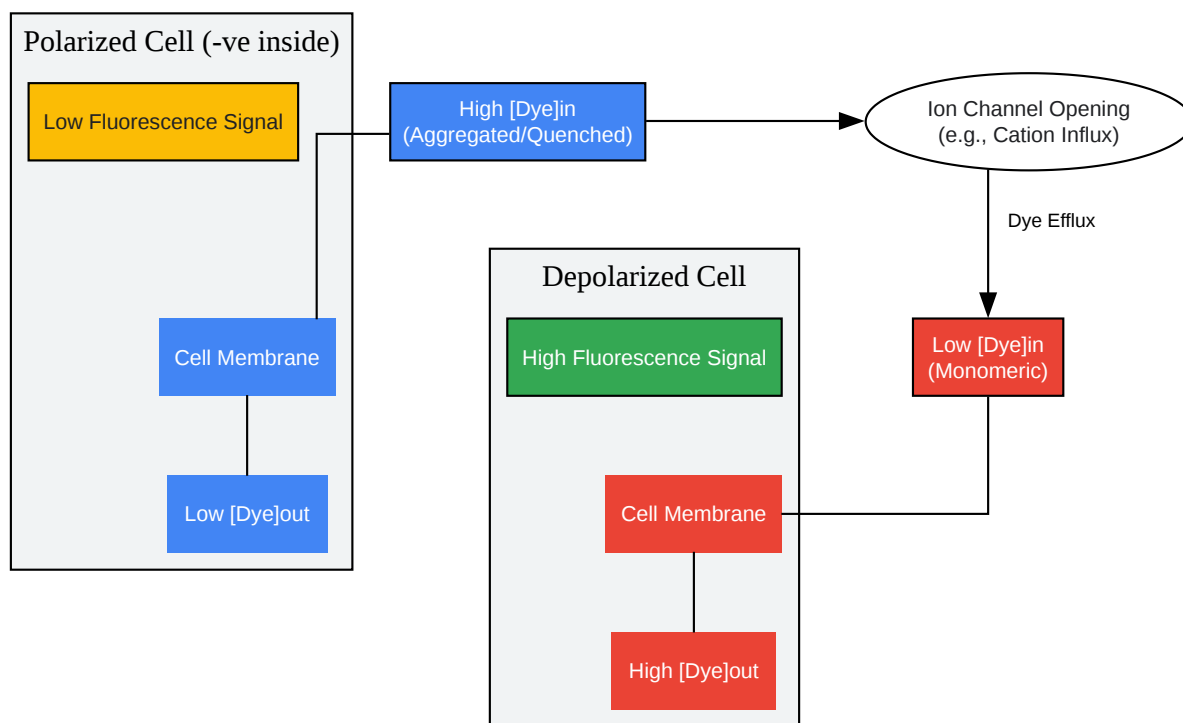 Polarized Cell (-ve inside)
Low Fluorescence Signal
High [Dye]in
(Aggregated/Quenched)
Ion Channel Opening
(e.g., Cation Influx)
Dye Efflux
Cell Membrane
Low [Dye]out
Depolarized Cell
High Fluorescence Signal
Low [Dye]in
(Monomeric)
Cell Membrane
High [Dye]out